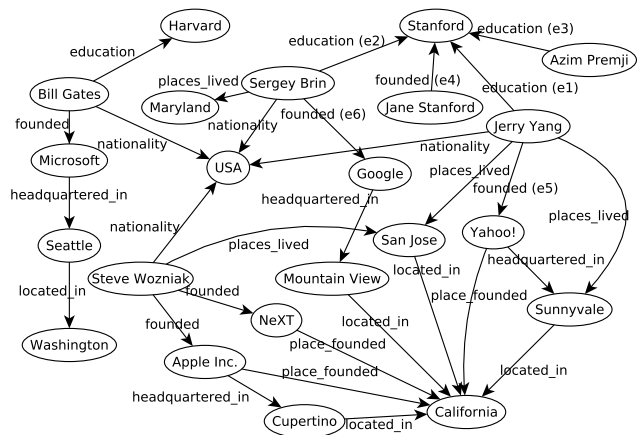 Harvard
Stanford
education (e3)
education
education (e2)
Azim Premji
places_lived
Sergey Brin
founded (e4)
Bill Gates
Maryland
Jane Stanford
education (e1)
founded
nationality
founded (e6)
Jerry Yang
nationality
nationality
Microsoft
USA
Google
places_lived
founded (e5)
headquartered_in
headquartered_in
places_lived
nationality
Seattle
places_lived
San Jose
Yahoo!
headquartered_in
located_in
Steve Wozniak
Mountain View
located_in
founded
place_founded
Sunnyvale
NeXT
founded
located_in
Washington
place_founded
Apple Inc.
place_founded
located_in
headquartered_in
Cupertino
located_in
California